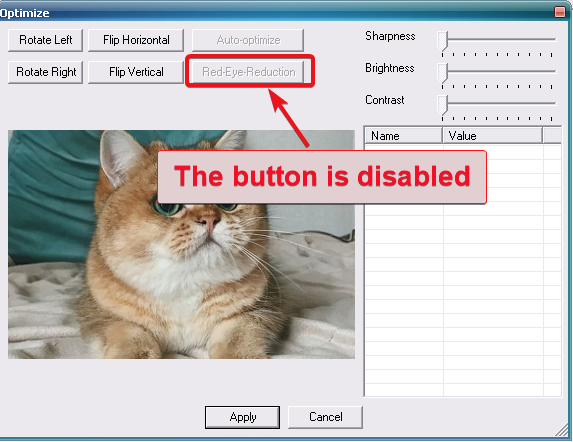 Optimize
Rotate Left Flip Horizontal Auto-optimize
Rotate Right Flip Vertical Red-Eye-Reduction
Sharpness
Brightness
Contrast
Name Value
The button is disabled
Apply Cancel